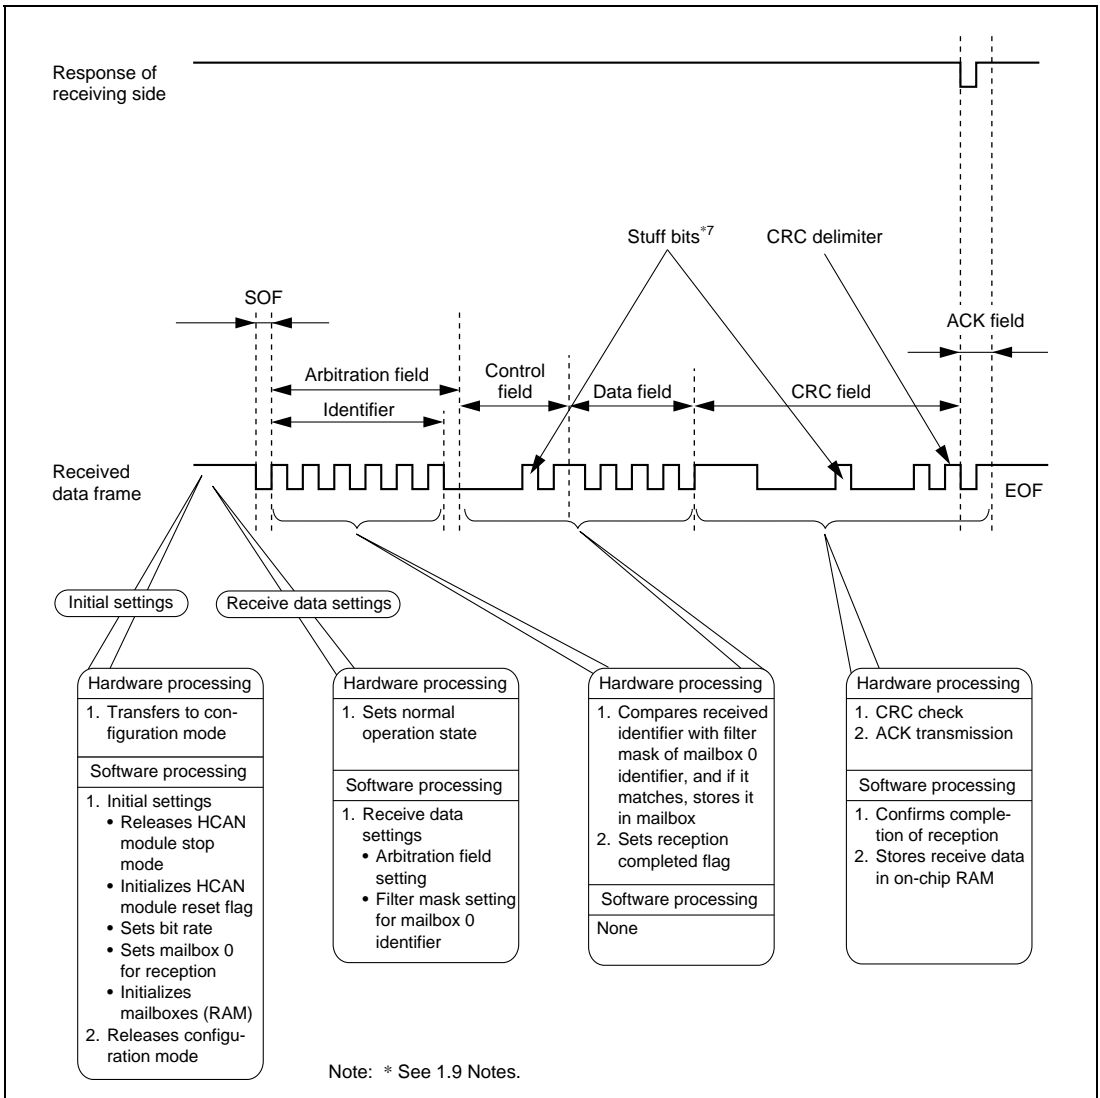 Response of
receiving side
Stuff bits*7
CRC delimiter
SOF
ACK field
Arbitration field
Control
field
Data field
CRC field
Identifier
Received
data frame
EOF
Initial settings
Receive data settings
Hardware processing
1. Transfers to con-
figuration mode
Software processing
1. Initial settings
• Releases HCAN
module stop
mode
• Initializes HCAN
module reset flag
• Sets bit rate
• Sets mailbox 0
for reception
• Initializes
mailboxes (RAM)
2. Releases configu-
ration mode
Hardware processing
1. Sets normal
operation state
Software processing
1. Receive data
settings
• Arbitration field
setting
• Filter mask setting
for mailbox 0
identifier
Hardware processing
1. Compares received
identifier with filter
mask of mailbox 0
identifier, and if it
matches, stores it
in mailbox
2. Sets reception
completed flag
Software processing
None
Hardware processing
1. CRC check
2. ACK transmission
Software processing
1. Confirms comple-
tion of reception
2. Stores receive data
in on-chip RAM
Note: * See 1.9 Notes.